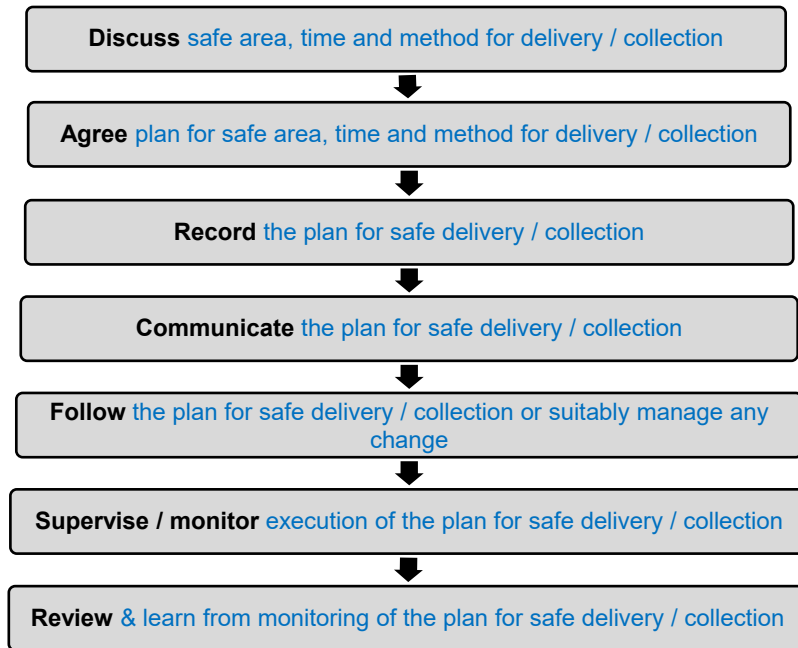 Discuss safe area, time and method for delivery / collection
Agree plan for safe area, time and method for delivery / collection
Record the plan for safe delivery / collection
Communicate the plan for safe delivery / collection
Follow the plan for safe delivery / collection or suitably manage any
change
Supervise / monitor execution of the plan for safe delivery / collection
Review & learn from monitoring of the plan for safe delivery / collection